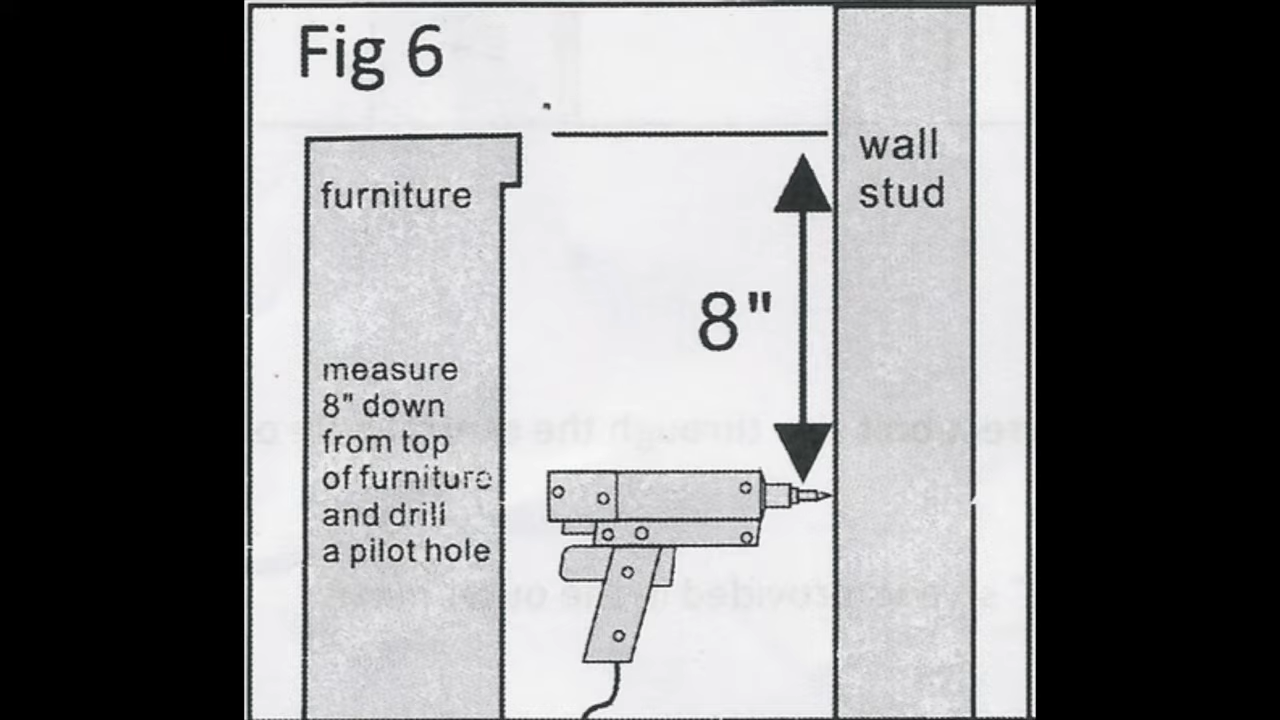 Fig 6
wall
stud
furniture
8"
measure
8" down
from top
of furniture
and drill
a pilot hole